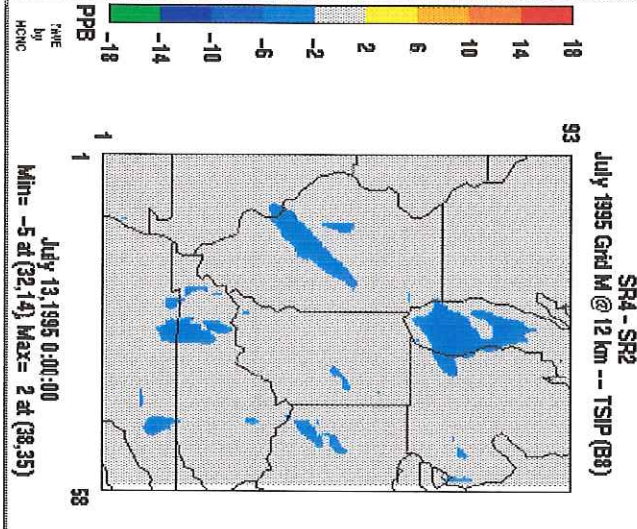 SR4 - SR2
July 1995 Grid M @ 12 km -- TSIP (B8)
18
14
10
6
2
-2
-6
-10
-14
-18
PPB
93
1
1
58
by
MCNC
July 13,1995 0:00:00
Min= -5 at (32,14), Max= 2 at (38,35)